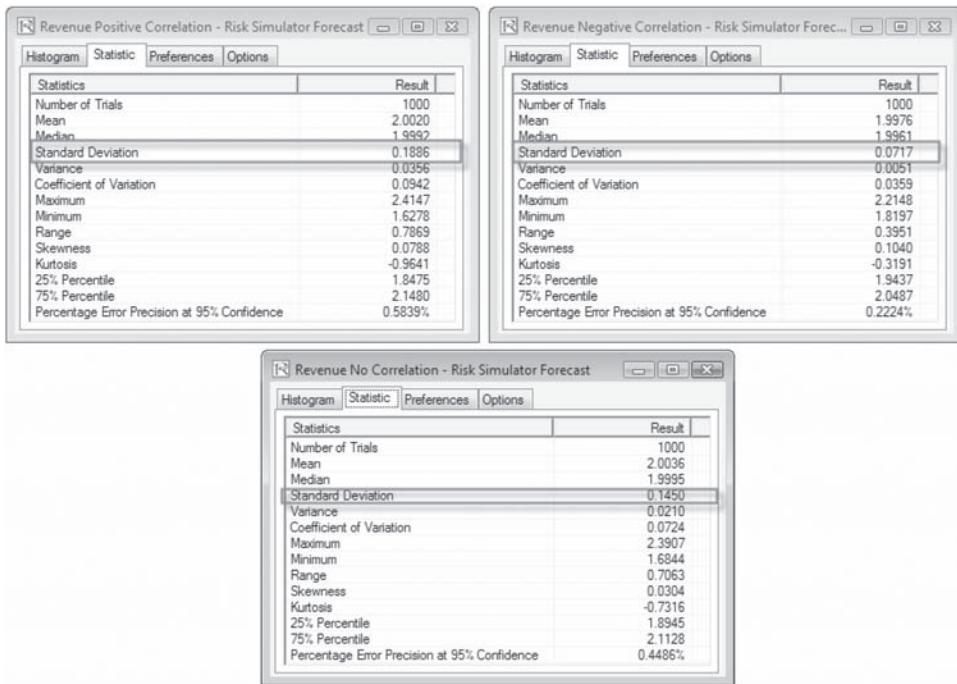 Revenue Positive Correlation - Risk Simulator Forecast
Histogram Statistic Preferences Options
Statistics Result
Number of Trials 1000
Mean 2.0020
Median 1.9992
Standard Deviation 0.1886
Variance 0.0356
Coefficient of Variation 0.0942
Maximum 2.4147
Minimum 1.6278
Range 0.7869
Skewness 0.0788
Kurtosis -0.9641
25% Percentile 1.8475
75% Percentile 2.1480
Percentage Error Precision at 95% Confidence 0.5839%
Revenue Negative Correlation - Risk Simulator Forec...
Histogram Statistic Preferences Options
Statistics Result
Number of Trials 1000
Mean 1.9976
Median 1.9961
Standard Deviation 0.0717
Variance 0.0051
Coefficient of Variation 0.0359
Maximum 2.2148
Minimum 1.8197
Range 0.3951
Skewness 0.1040
Kurtosis -0.3191
25% Percentile 1.9437
75% Percentile 2.0487
Percentage Error Precision at 95% Confidence 0.2224%
Revenue No Correlation - Risk Simulator Forecast
Histogram Statistic Preferences Options
Statistics Result
Number of Trials 1000
Mean 2.0036
Median 1.9995
Standard Deviation 0.1450
Variance 0.0210
Coefficient of Variation 0.0724
Maximum 2.3907
Minimum 1.6844
Range 0.7063
Skewness 0.0304
Kurtosis -0.7316
25% Percentile 1.8945
75% Percentile 2.1128
Percentage Error Precision at 95% Confidence 0.4486%